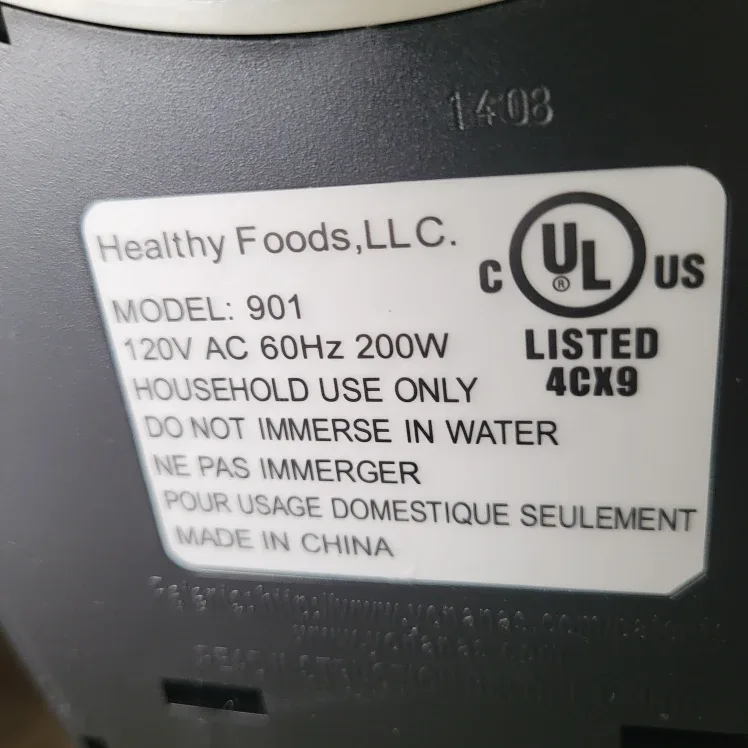 1408
Healthy Foods,LLC.
MODEL: 901
120V AC 60Hz 200W
HOUSEHOLD USE ONLY
DO NOT IMMERSE IN WATER
NE PAS IMMERGER
POUR USAGE DOMESTIQUE SEULEMENT
MADE IN CHINA
C UL® US
LISTED
4CX9